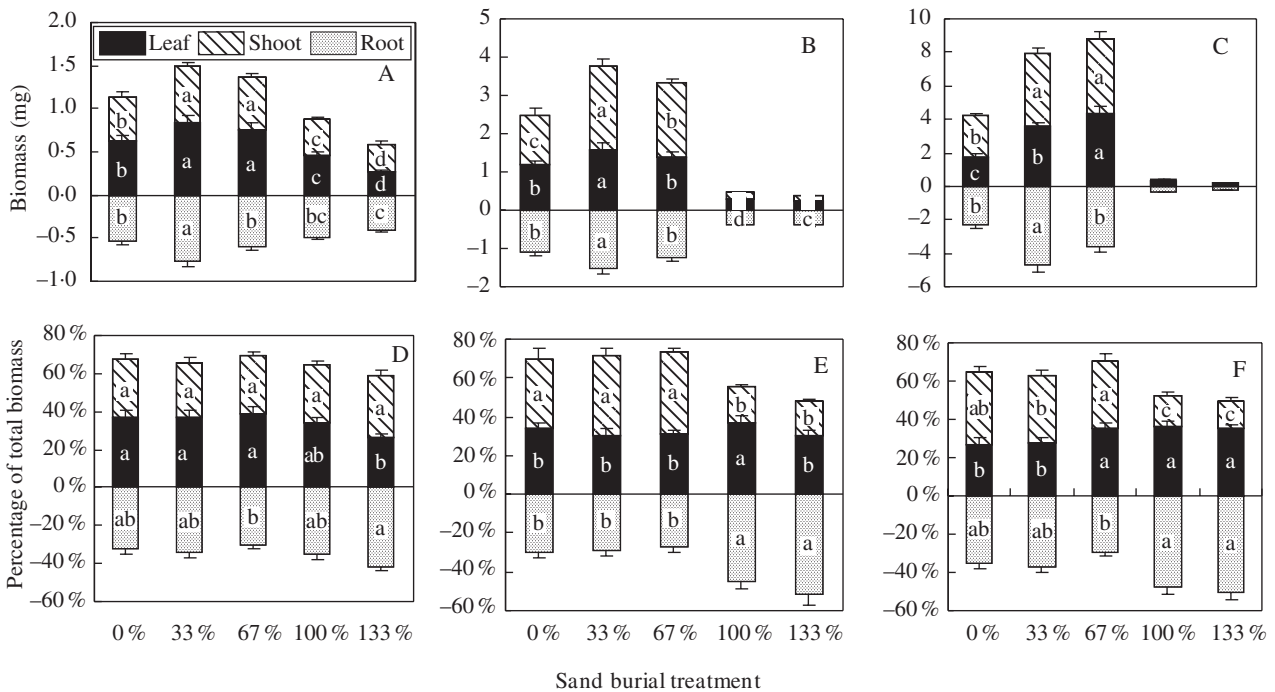 2·0
1·5
1·0
0·5
0·0
–0·5
–1·0
Biomass (mg)
Leaf Shoot Root
A
b a a c d
b a a c d
b a b bc c
5
4
3
2
1
0
–1
–2
B
c a b
b a b
b a b d c
10
8
6
4
2
0
–2
–4
–6
C
b a a
c b a
b a b
80 %
60 %
40 %
20 %
0 %
–20 %
–40 %
–60 %
Percentage of total biomass
D
a a a a a
a a a ab b
ab ab b ab a
0 % 33 % 67 % 100 % 133 %
80 %
60 %
40 %
20 %
0 %
–20 %
–40 %
–60 %
E
a a a b b
b b b a b
b b b a a
0 % 33 % 67 % 100 % 133 %
80 %
60 %
40 %
20 %
0 %
–20 %
–40 %
–60 %
F
ab b a c c
b b a a a
ab ab b a a
0 % 33 % 67 % 100 % 133 %
Sand burial treatment